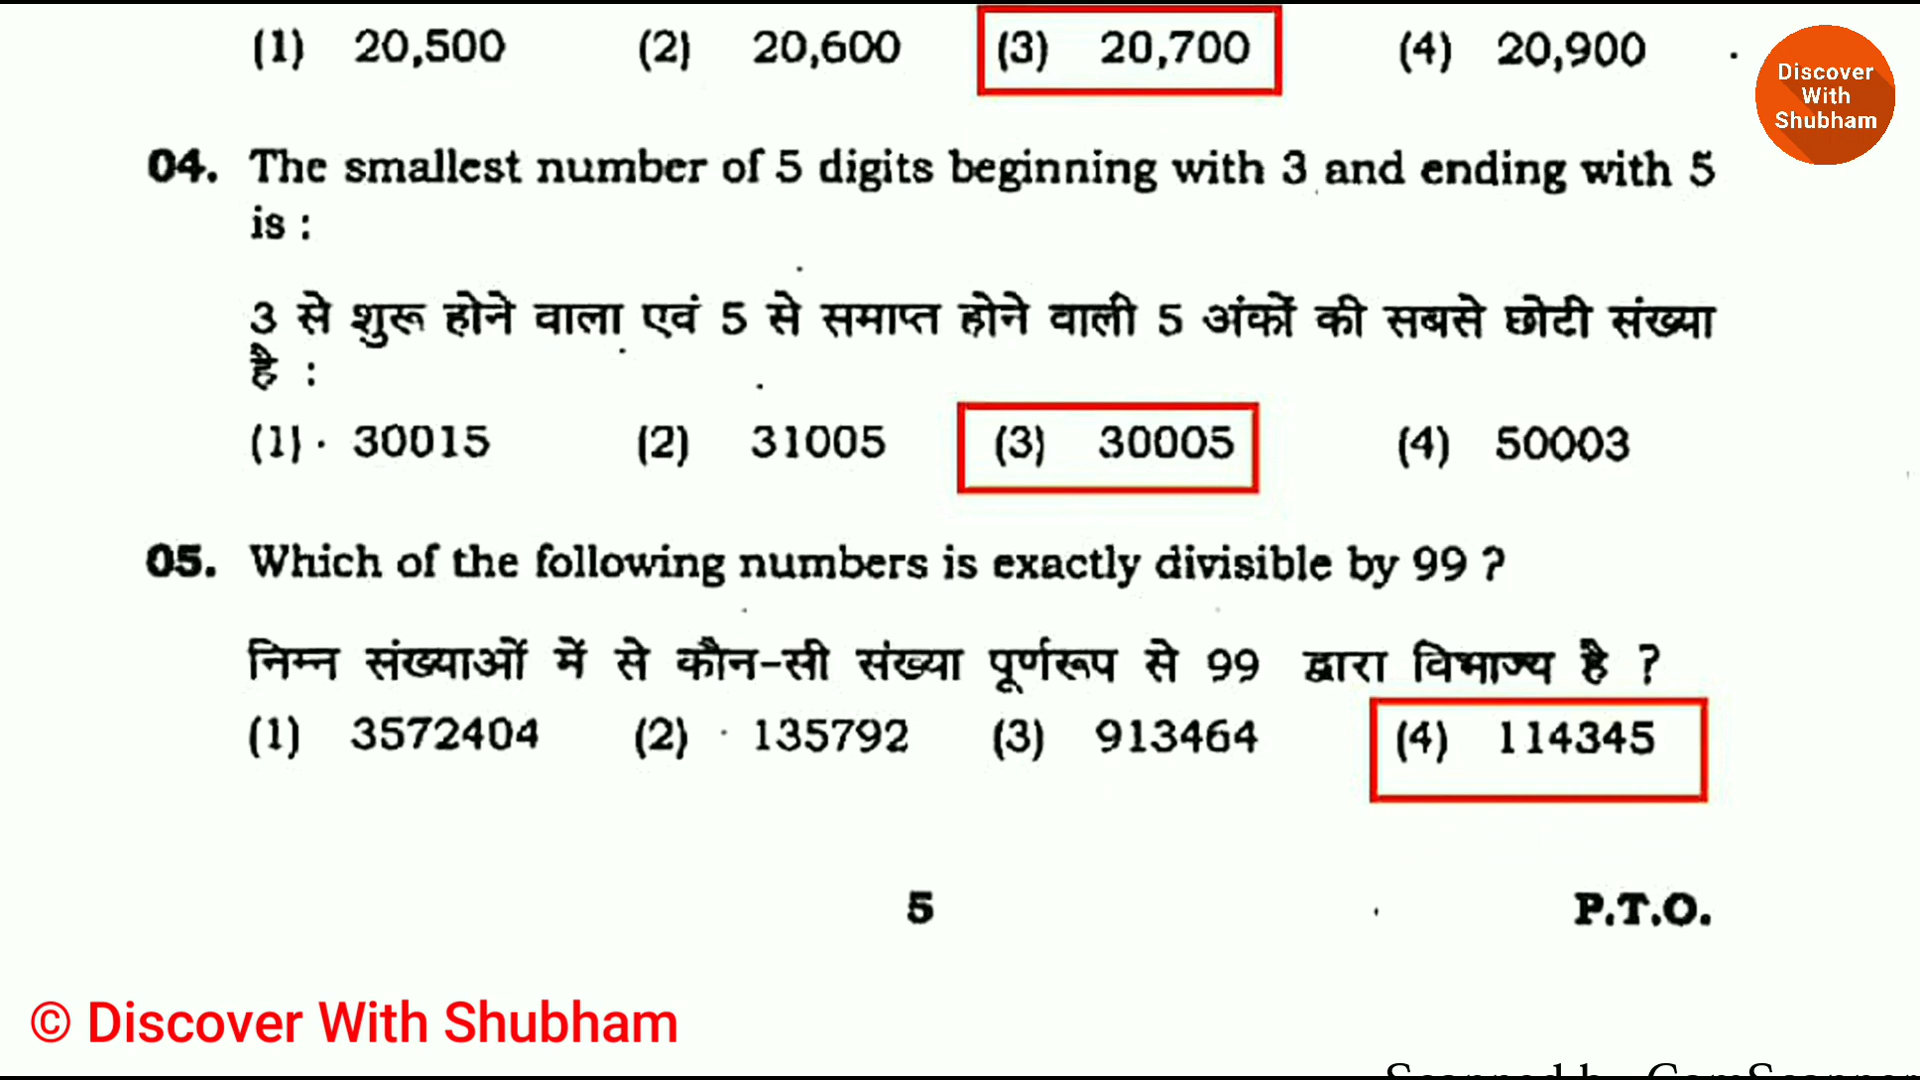 (1) 20,500 (2) 20,600 (3) 20,700 (4) 20,900
Discover
With
Shubham
04. The smallest number of 5 digits beginning with 3 and ending with 5
is :
3 से शुरू होने वाला एवं 5 से समाप्त होने वाली 5 अंकों की सबसे छोटी संख्या
है :
(1) 30015 (2) 31005 (3) 30005 (4) 50003
05. Which of the following numbers is exactly divisible by 99 ?
निम्न संख्याओं में से कौन-सी संख्या पूर्णरूप से 99 द्वारा विभाज्य है ?
(1) 3572404 (2) 135792 (3) 913464 (4) 114345
5 P.T.O.
© Discover With Shubham